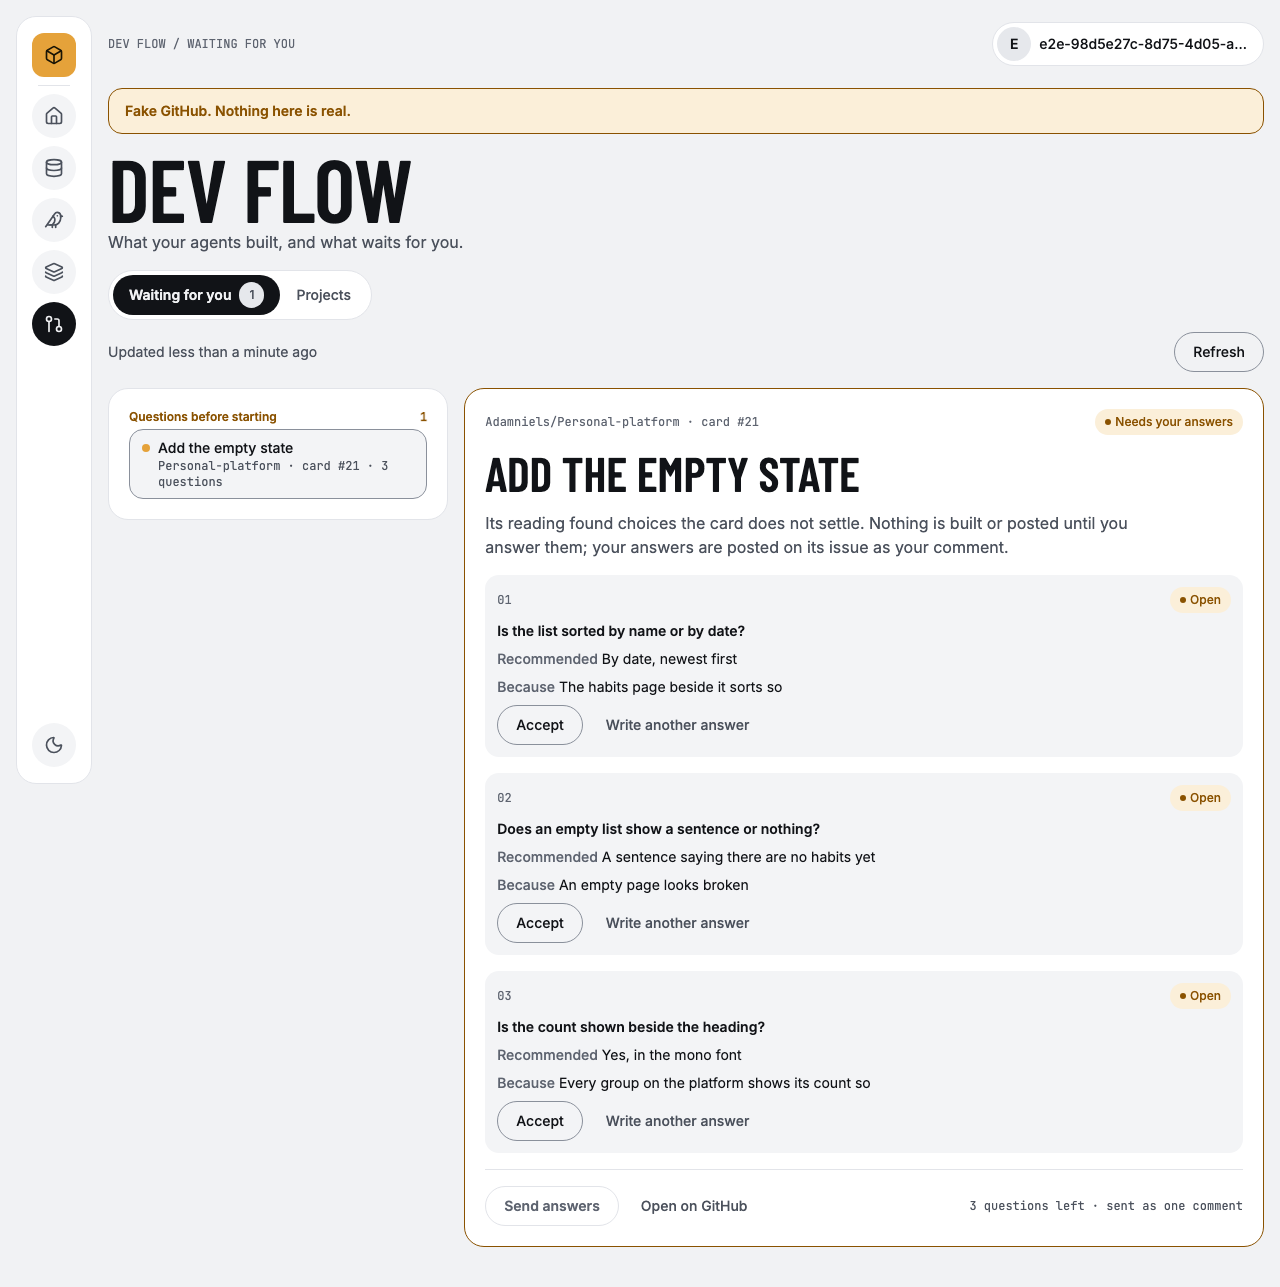 DEV FLOW / WAITING FOR YOU
E
e2e-98d5e27c-8d75-4d05-a...
Fake GitHub. Nothing here is real.
DEV FLOW
What your agents built, and what waits for you.
Waiting for you 1
Projects
Updated less than a minute ago
Refresh
Questions before starting 1
Add the empty state
Personal-platform · card #21 · 3
questions
Adamniels/Personal-platform · card #21
Needs your answers
ADD THE EMPTY STATE
Its reading found choices the card does not settle. Nothing is built or posted until you
answer them; your answers are posted on its issue as your comment.
01
Open
Is the list sorted by name or by date?
Recommended By date, newest first
Because The habits page beside it sorts so
Accept
Write another answer
02
Open
Does an empty list show a sentence or nothing?
Recommended A sentence saying there are no habits yet
Because An empty page looks broken
Accept
Write another answer
03
Open
Is the count shown beside the heading?
Recommended Yes, in the mono font
Because Every group on the platform shows its count so
Accept
Write another answer
Send answers
Open on GitHub
3 questions left · sent as one comment